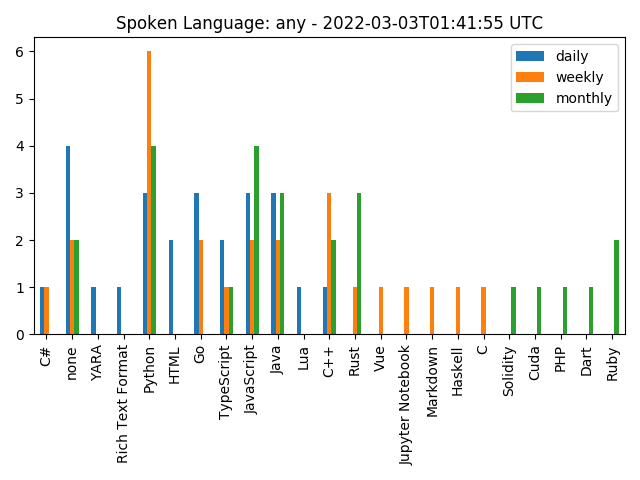 Spoken Language: any - 2022-03-03T01:41:55 UTC
daily
weekly
monthly
6
5
4
3
2
1
0
C#
none
YARA
Rich Text Format
Python
HTML
Go
TypeScript
JavaScript
Java
Lua
C++
Rust
Vue
Jupyter Notebook
Markdown
Haskell
C
Solidity
Cuda
PHP
Dart
Ruby